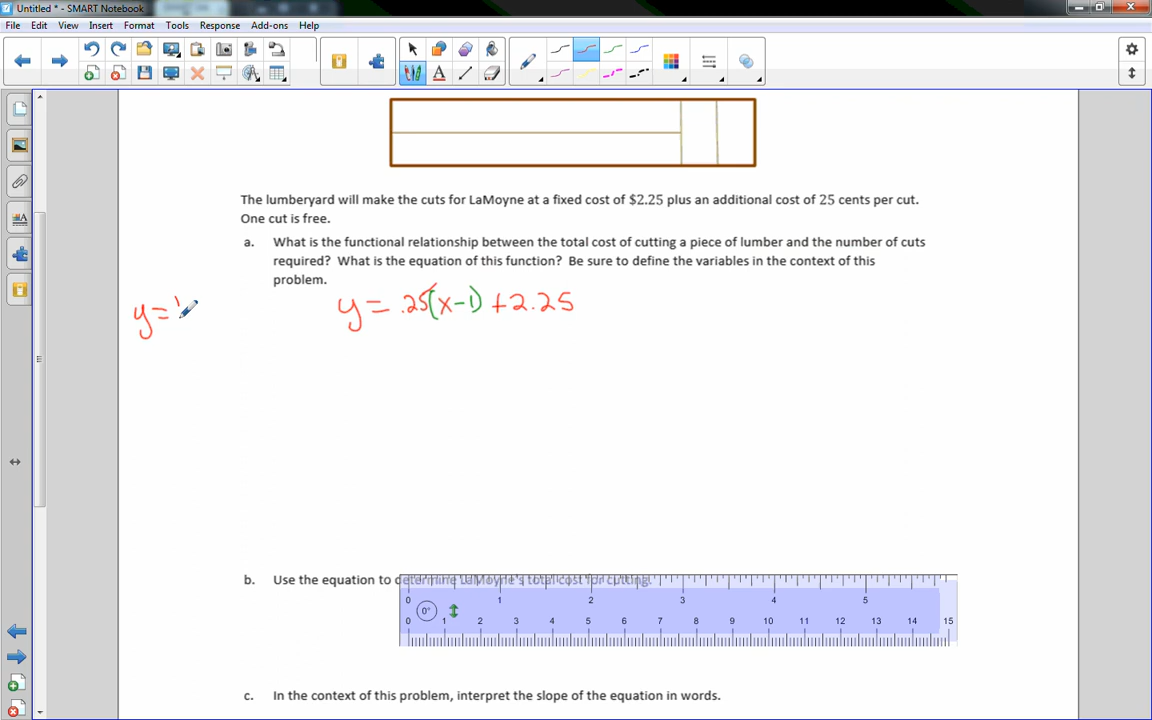 Untitled * - SMART Notebook
File Edit View Insert Format Tools Response Add-ons Help
The lumberyard will make the cuts for LaMoyne at a fixed cost of $2.25 plus an additional cost of 25 cents per cut.
One cut is free.
a. What is the functional relationship between the total cost of cutting a piece of lumber and the number of cuts
required? What is the equation of this function? Be sure to define the variables in the context of this
problem.
y = .25(x-1) +2.25
y =
b. Use the equation to determine LaMoyne's total cost for cutting.
0 1 2 3 4 5
0°
0 1 2 3 4 5 6 7 8 9 10 11 12 13 14 15
c. In the context of this problem, interpret the slope of the equation in words.